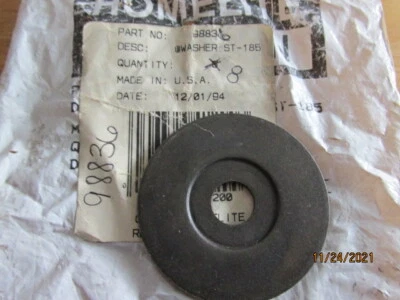 HOMELITE
PART NO: 98836
DESC: @WASHER ST-185
QUANTITY: 8
MADE IN: U.S.A.
DATE: 12/01/94
ST-185
98836
200
LITE
11/24/2021